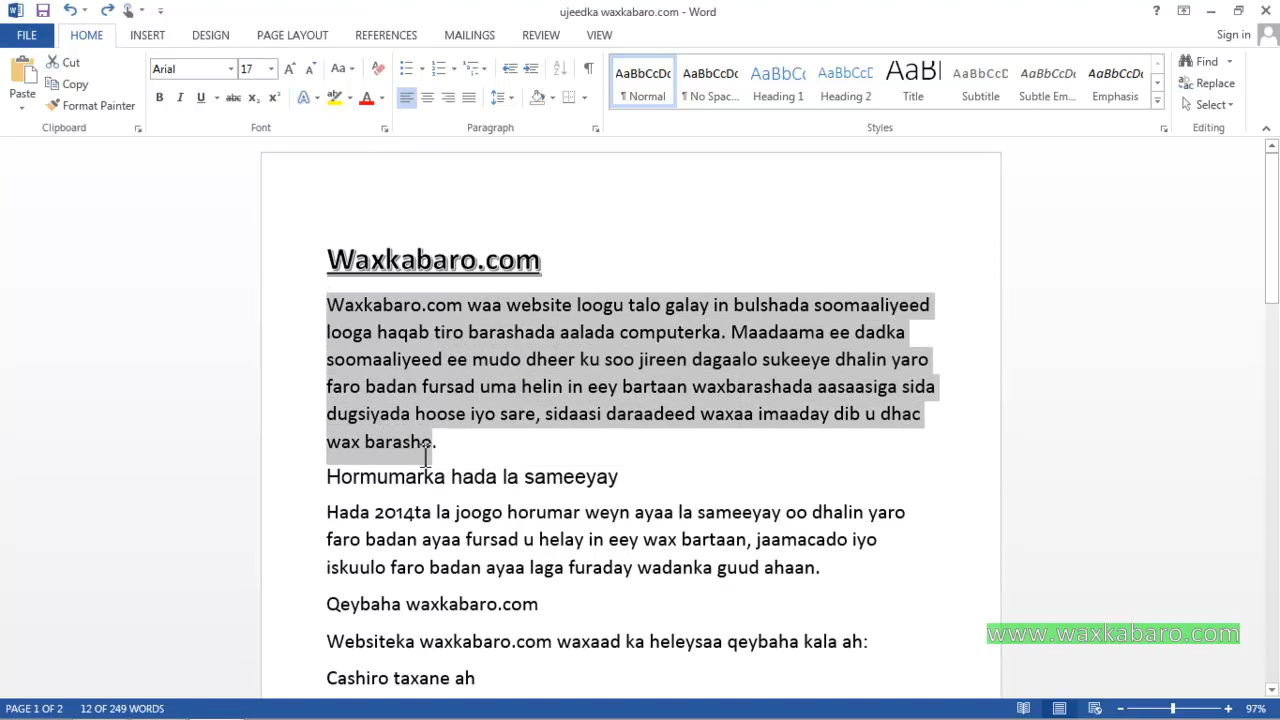 ujeedka waxkabaro.com - Word
?
Sign in
FILE HOME INSERT DESIGN PAGE LAYOUT REFERENCES MAILINGS REVIEW VIEW
Paste
Cut
Copy
Format Painter
Arial 17
B I U abc x₂ x²
Aa
A
AaBbCcDc AaBbCcDc AaBbCc AaBbCcC AaBl AaBbCcD AaBbCcDc AaBbCcDc
¶ Normal ¶ No Spac... Heading 1 Heading 2 Title Subtitle Subtle Em... Emphasis
Find
Replace
Select
Clipboard Font Paragraph Styles Editing
Waxkabaro.com
Waxkabaro.com waa website loogu talo galay in bulshada soomaaliyeed
looga haqab tiro barashada aalada computerka. Maadaama ee dadka
soomaaliyeed ee mudo dheer ku soo jireen dagaalo sukeeye dhalin yaro
faro badan fursad uma helin in eey bartaan waxbarashada aasaasiga sida
dugsiyada hoose iyo sare, sidaasi daraadeed waxaa imaaday dib u dhac
wax barasho.
Hormumarka hada la sameeyay
Hada 2014ta la joogo horumar weyn ayaa la sameeyay oo dhalin yaro
faro badan ayaa fursad u helay in eey wax bartaan, jaamacado iyo
iskuulo faro badan ayaa laga furaday wadanka guud ahaan.
Qeybaha waxkabaro.com
Websiteka waxkabaro.com waxaad ka heleysaa qeybaha kala ah:
Cashiro taxane ah
www.waxkabaro.com
PAGE 1 OF 2 12 OF 249 WORDS 97%